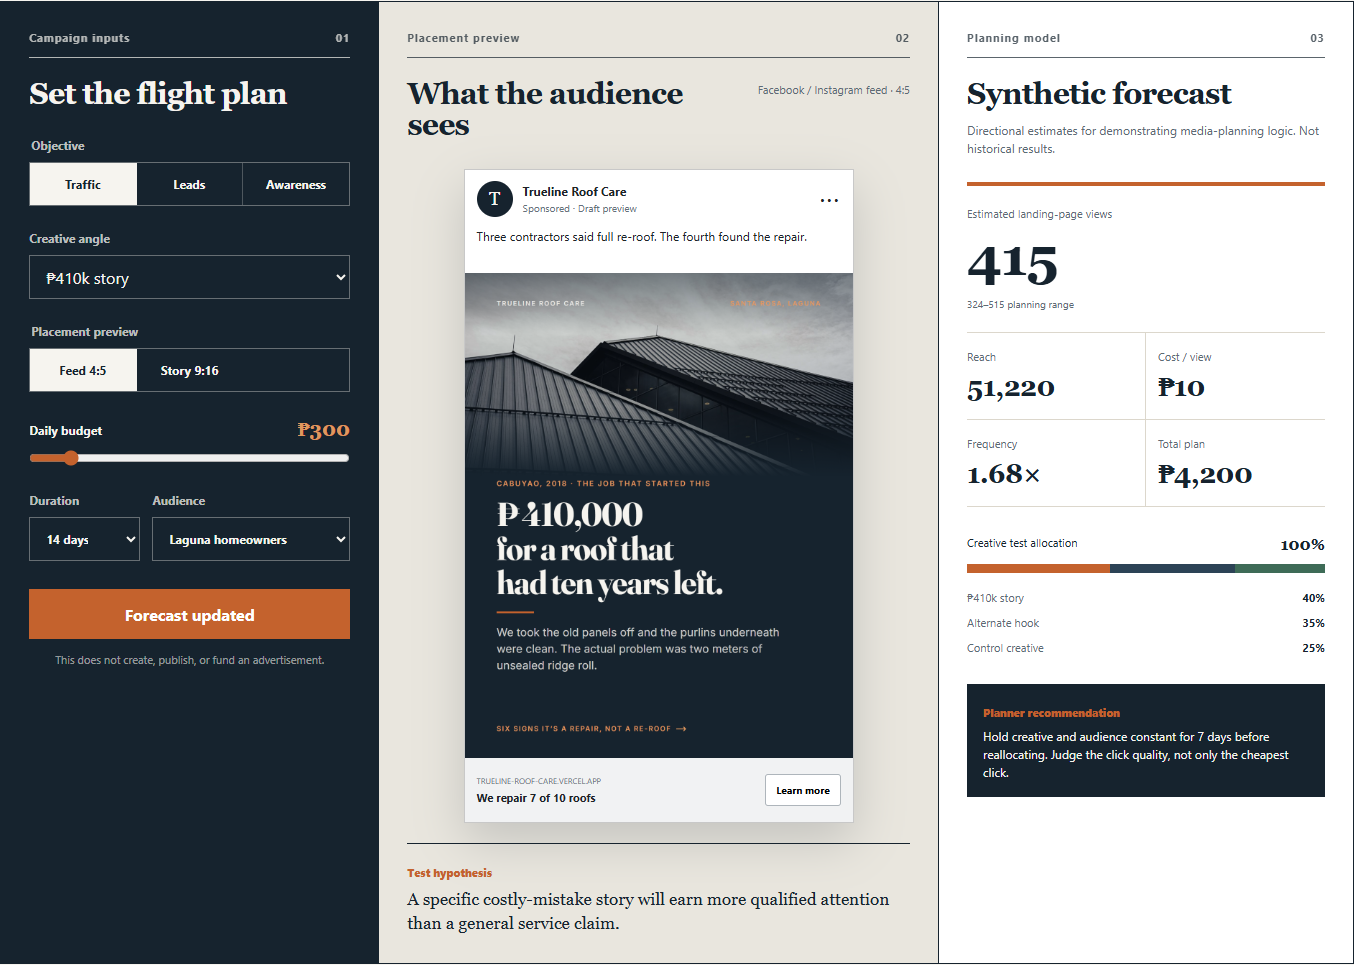 Campaign inputs
01
Set the flight plan
Objective
Traffic
Leads
Awareness
Creative angle
₱410k story
Placement preview
Feed 4:5
Story 9:16
Daily budget
₱300
Duration
Audience
14 days
Laguna homeowners
Forecast updated
This does not create, publish, or fund an advertisement.
Placement preview
02
What the audience
sees
Facebook / Instagram feed · 4:5
T
Trueline Roof Care
Sponsored · Draft preview
Three contractors said full re-roof. The fourth found the repair.
TRUELINE ROOF CARE
SANTA ROSA, LAGUNA
CABUYAO, 2018 · THE JOB THAT STARTED THIS
₱410,000
for a roof that
had ten years left.
We took the old panels off and the purlins underneath
were clean. The actual problem was two meters of
unsealed ridge roll.
SIX SIGNS IT'S A REPAIR, NOT A RE-ROOF →
TRUELINE-ROOF-CARE.VERCEL.APP
We repair 7 of 10 roofs
Learn more
Test hypothesis
A specific costly-mistake story will earn more qualified attention
than a general service claim.
Planning model
03
Synthetic forecast
Directional estimates for demonstrating media-planning logic. Not
historical results.
Estimated landing-page views
415
324–515 planning range
Reach
51,220
Cost / view
₱10
Frequency
1.68×
Total plan
₱4,200
Creative test allocation
100%
₱410k story
40%
Alternate hook
35%
Control creative
25%
Planner recommendation
Hold creative and audience constant for 7 days before
reallocating. Judge the click quality, not only the cheapest
click.